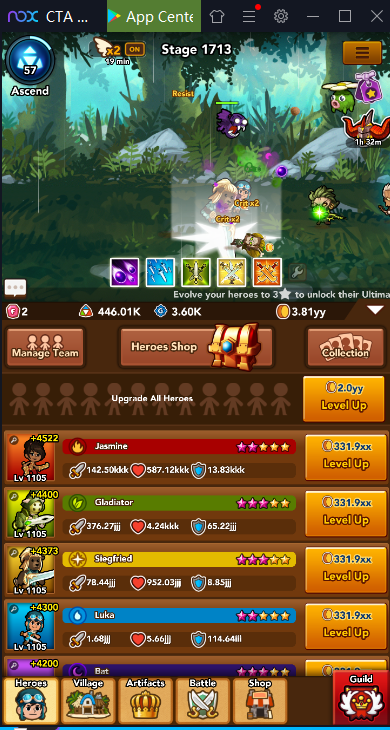 nox CTA ... App Cente
57
Ascend
x2 ON
19 min
Stage 1713
Resist
1h 32m
Crit x2
Crit x2
Evolve your heroes to 3 to unlock their Ultima
2 446.01K 3.60K 3.81yy
Manage Team
Heroes Shop
Collection
Upgrade All Heroes
2.0yy
Level Up
+4522
Lv 1105
Jasmine
142.50kkk 587.12kkk 13.83kkk
331.9xx
Level Up
+4400
Lv 1105
Gladiator
376.27jjj 4.24kkk 65.22jjj
331.9xx
Level Up
+4373
Lv 1105
Siegfried
78.44jjj 952.03jjj 8.85jjj
331.9xx
Level Up
+4300
Lv 1105
Luka
1.68jjj 5.66jjj 114.64iii
331.9xx
Level Up
+4200
Bat
Heroes
Village
Artifacts
Battle
Shop
Guild